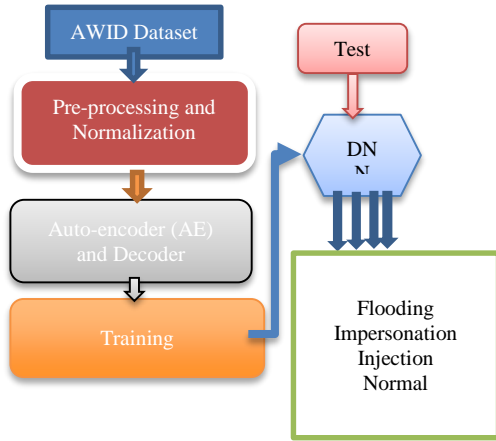 AWID Dataset
Pre-processing and
Normalization
Auto-encoder (AE)
and Decoder
Training
Test
DN
N
Flooding
Impersonation
Injection
Normal